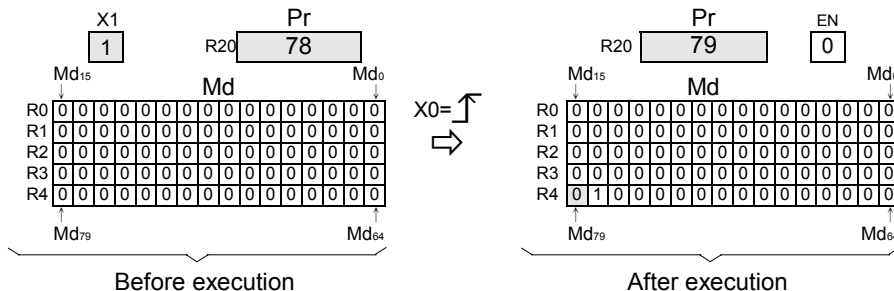 X1
1
Pr
R20 78
Md15 Md Md0
R0 0 0 0 0 0 0 0 0 0 0 0 0 0 0 0 0
R1 0 0 0 0 0 0 0 0 0 0 0 0 0 0 0 0
R2 0 0 0 0 0 0 0 0 0 0 0 0 0 0 0 0
R3 0 0 0 0 0 0 0 0 0 0 0 0 0 0 0 0
R4 0 0 0 0 0 0 0 0 0 0 0 0 0 0 0 0
Md79 Md64
Before execution
X0=
Pr
R20 79
EN
0
Md15 Md
R0 0 0 0 0 0 0 0 0 0 0 0 0 0 0 0 0
R1 0 0 0 0 0 0 0 0 0 0 0 0 0 0 0 0
R2 0 0 0 0 0 0 0 0 0 0 0 0 0 0 0 0
R3 0 0 0 0 0 0 0 0 0 0 0 0 0 0 0 0
R4 0 1 0 0 0 0 0 0 0 0 0 0 0 0 0 0
Md79 Md64
After execution